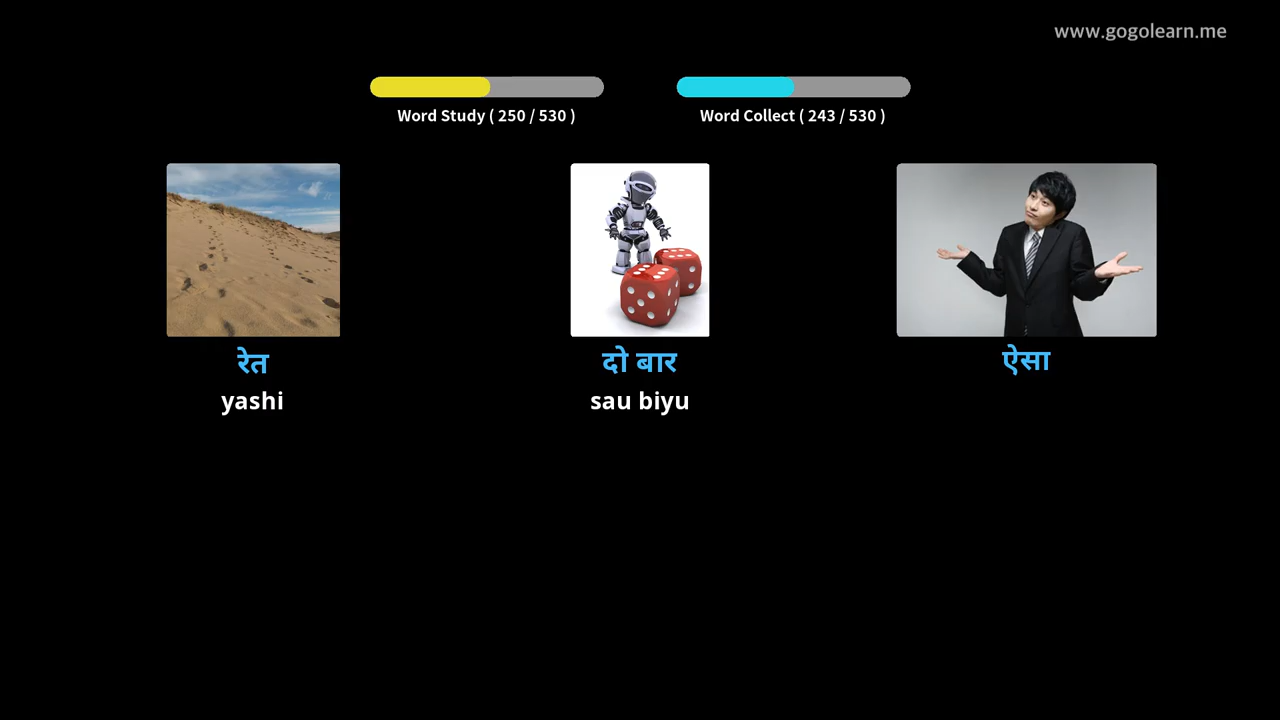 www.gogolearn.me
Word Study ( 250 / 530 )
Word Collect ( 243 / 530 )
रेत
yashi
दो बार
sau biyu
ऐसा